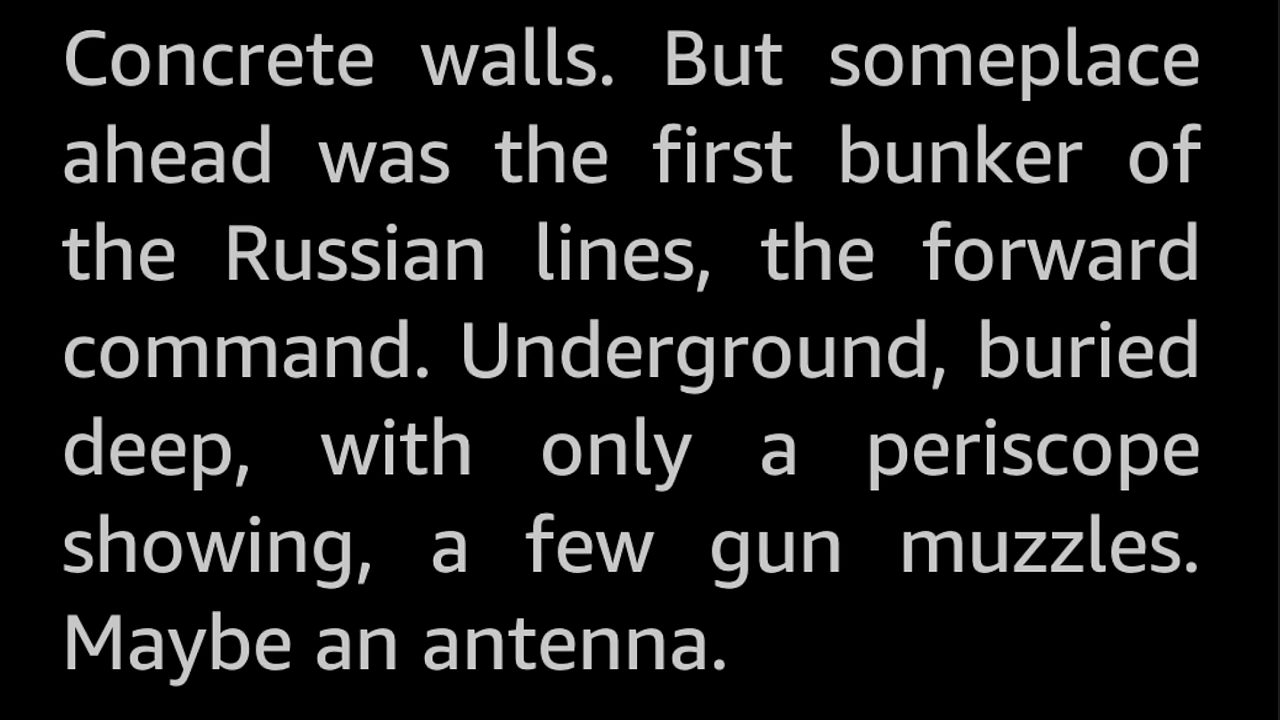 Concrete walls. But someplace
ahead was the first bunker of
the Russian lines, the forward
command. Underground, buried
deep, with only a periscope
showing, a few gun muzzles.
Maybe an antenna.